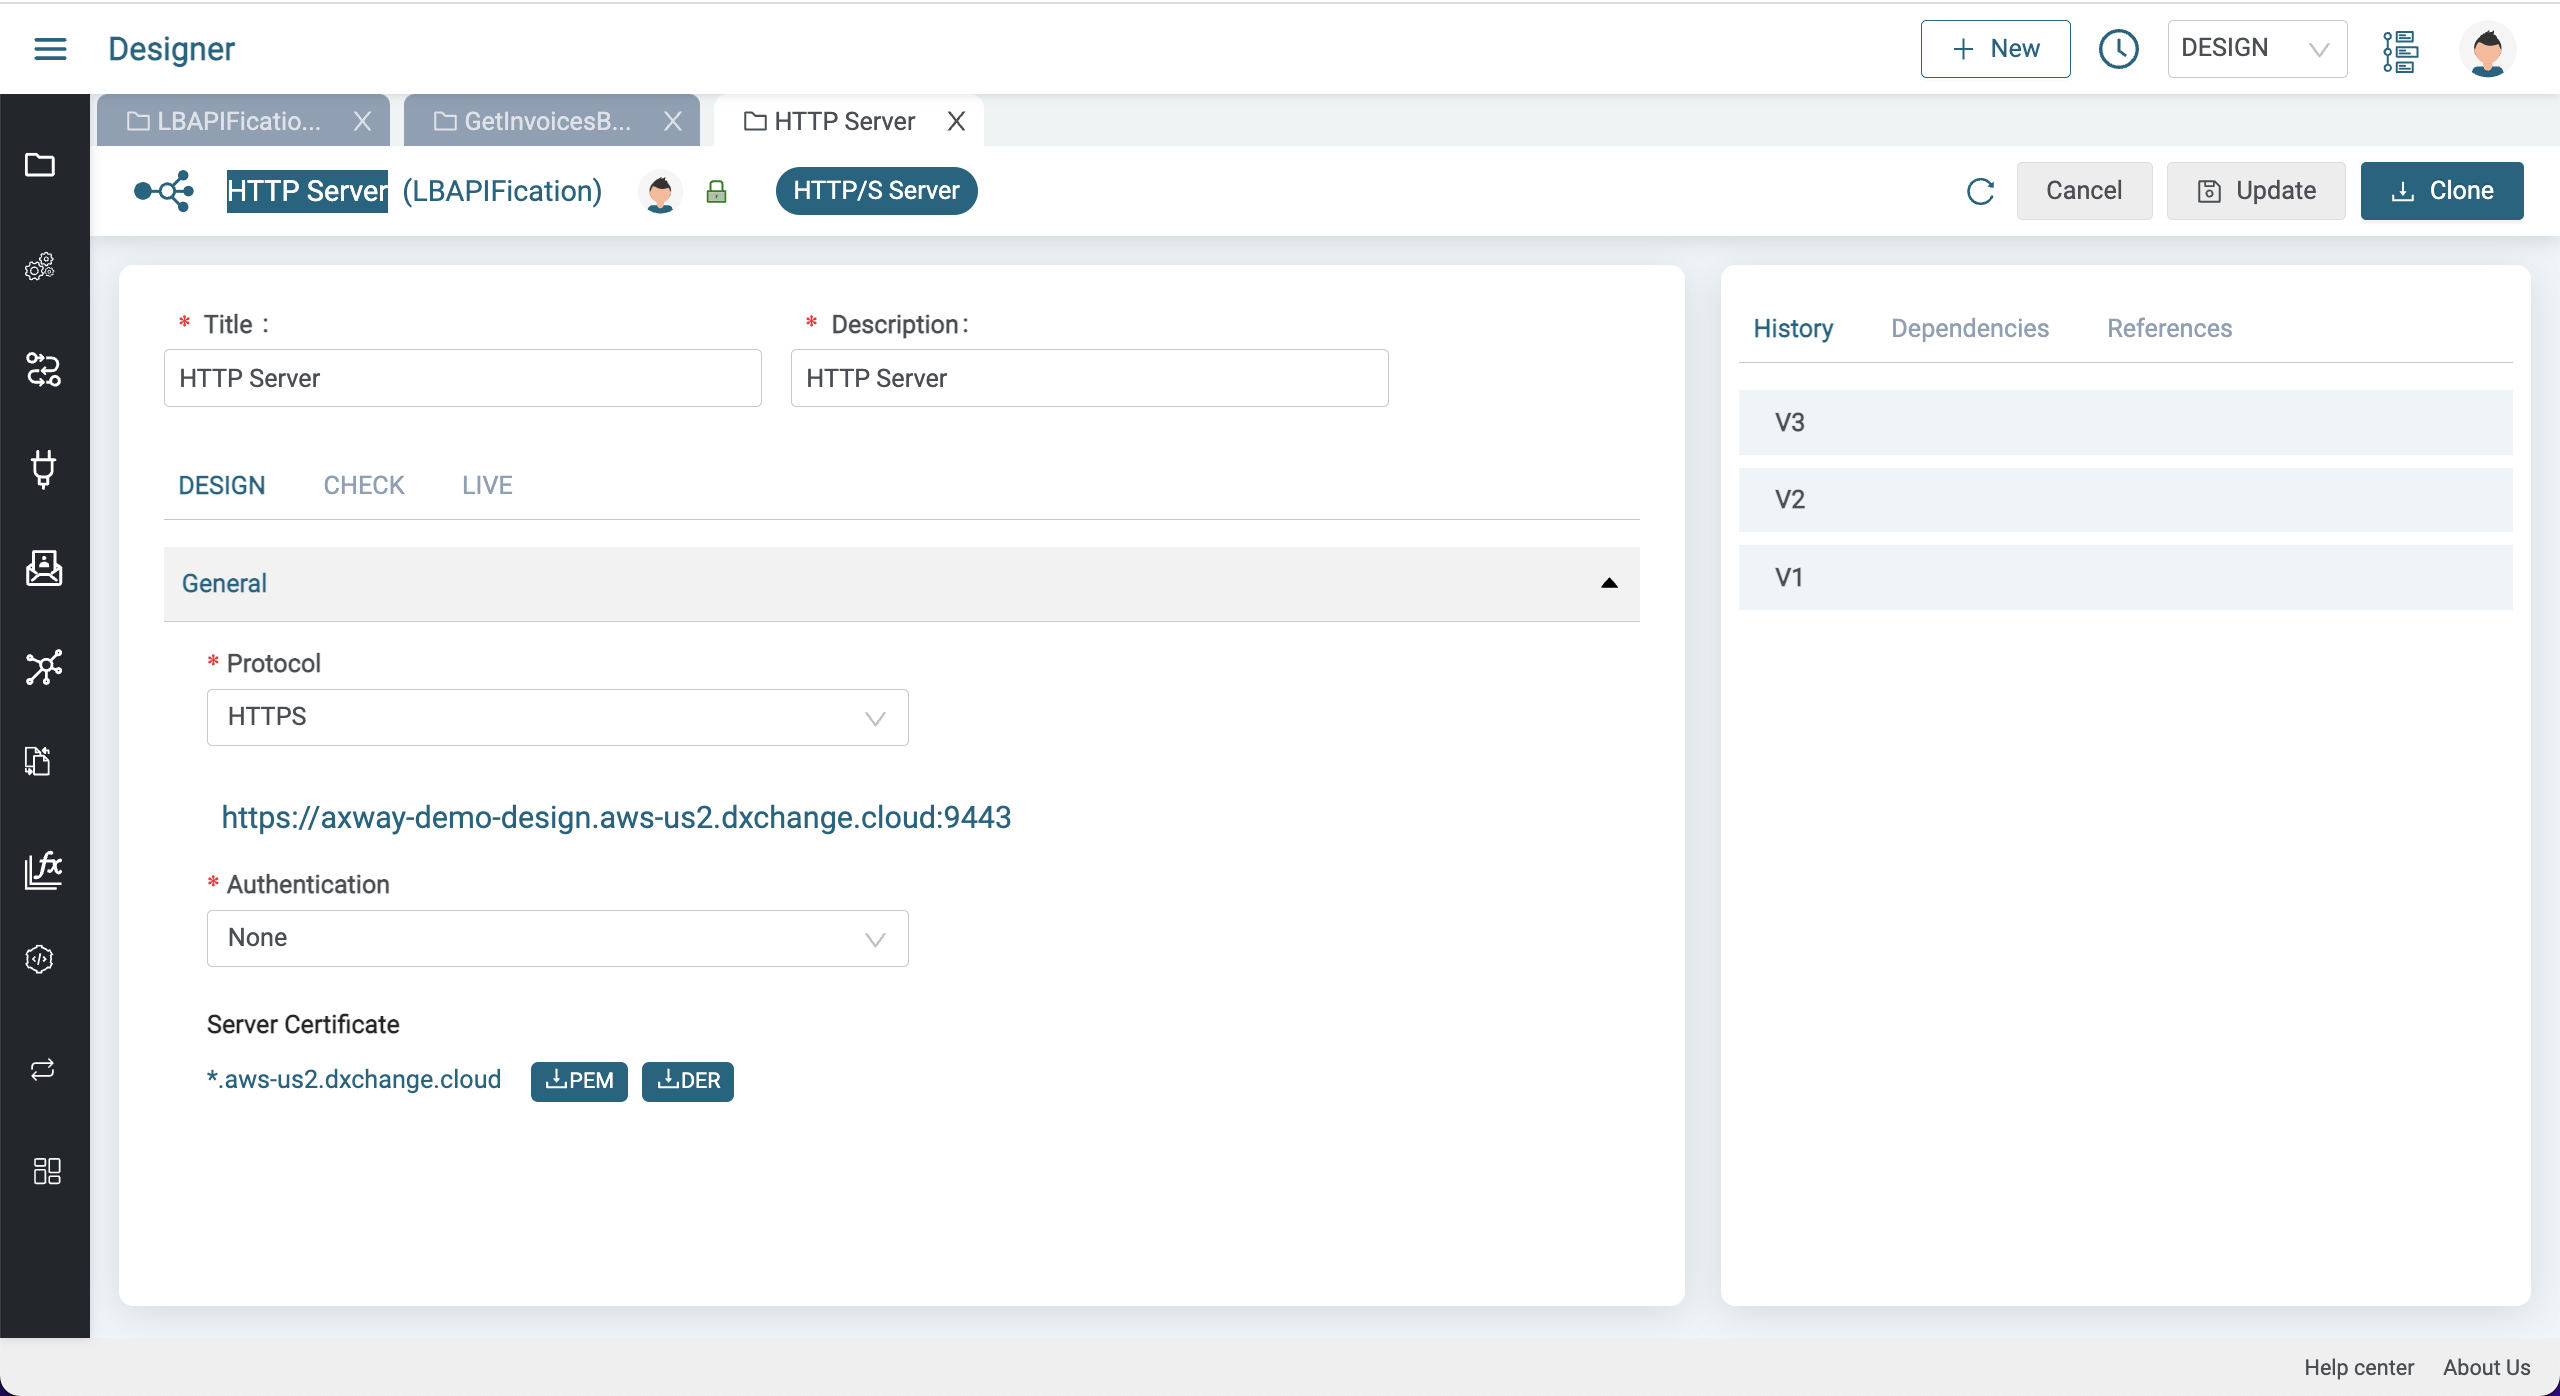 Designer
New
DESIGN
LBAPIFicatio...
X
GetInvoicesB...
X
HTTP Server
X
HTTP Server (LBAPIFication)
HTTP/S Server
Cancel
Update
Clone
* Title :
* Description :
HTTP Server
HTTP Server
DESIGN
CHECK
LIVE
General
* Protocol
HTTPS
https://axway-demo-design.aws-us2.dxchange.cloud:9443
* Authentication
None
Server Certificate
*.aws-us2.dxchange.cloud
PEM
DER
History
Dependencies
References
V3
V2
V1
fx
Help center
About Us